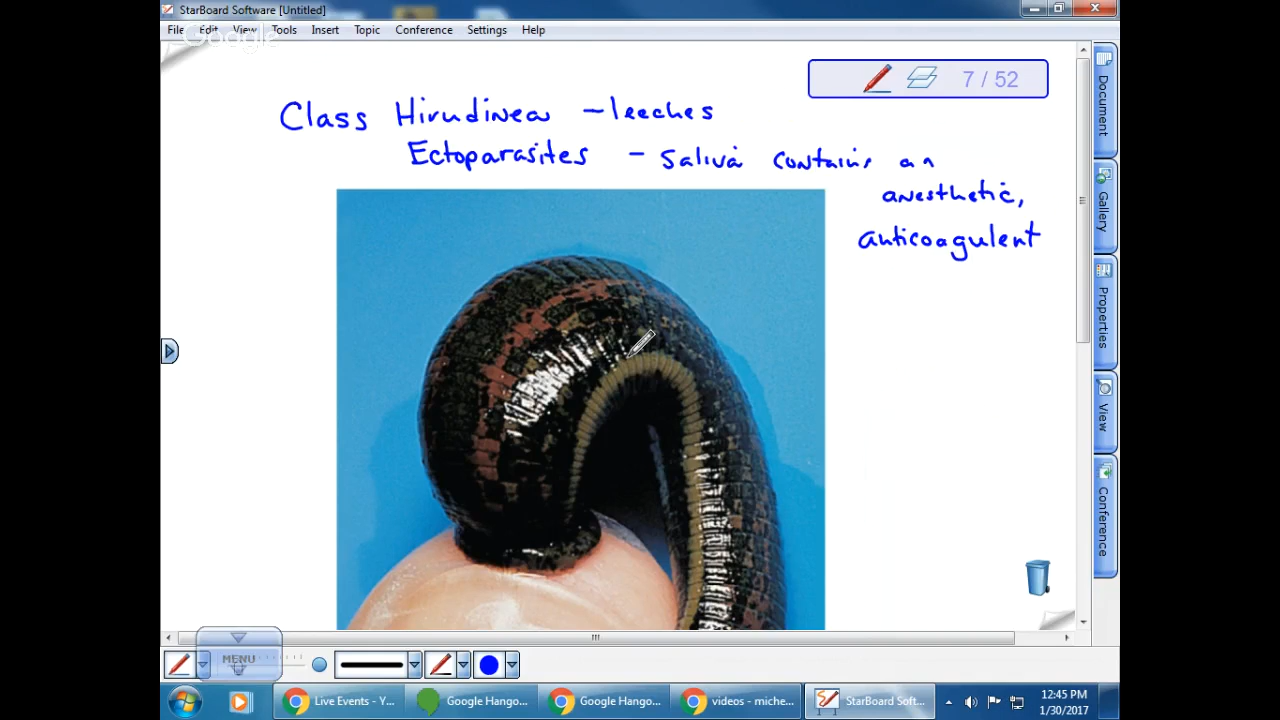 StarBoard Software [Untitled]
File Edit View Tools Insert Topic Conference Settings Help
Google
7 / 52
Class Hirudinea - leeches
Ectoparasites - Saliva contains an
anesthetic,
anticoagulent
Document
Gallery
Properties
View
Conference
MENU
Live Events - Y...
Google Hango...
Google Hango...
videos - miche...
StarBoard Soft...
12:45 PM
1/30/2017